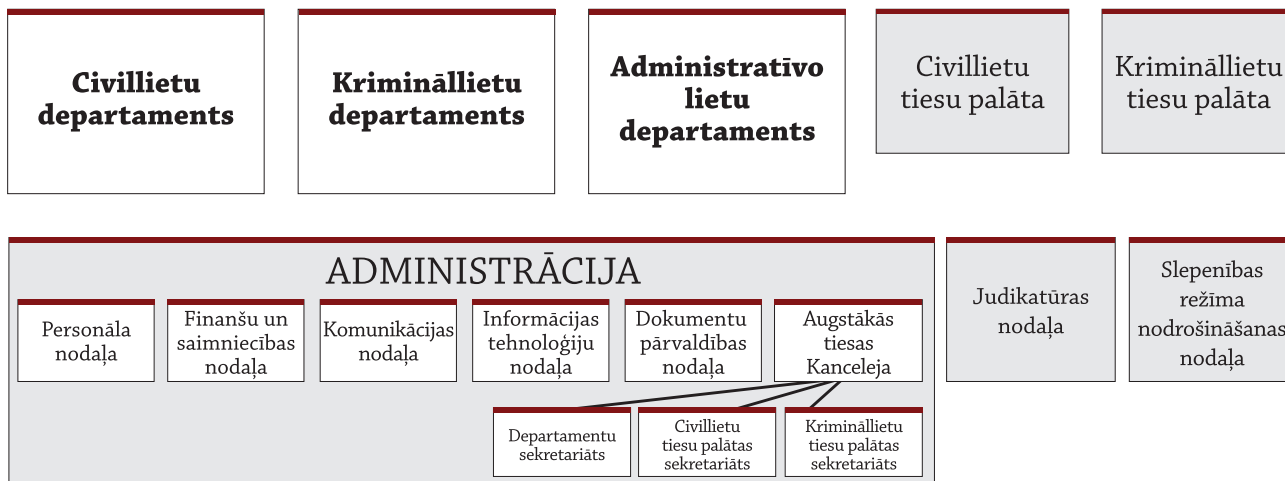 Civillietu
departaments
Krimināllietu
departaments
Administratīvo
lietu
departaments
Civillietu
tiesu palāta
Krimināllietu
tiesu palāta
ADMINISTRĀCIJA
Personāla
nodaļa
Finanšu un
saimniecības
nodaļa
Komunikācijas
nodaļa
Informācijas
tehnoloģiju
nodaļa
Dokumentu
pārvaldības
nodaļa
Augstākās
tiesas
Kanceleja
Departamentu
sekretariāts
Civillietu
tiesu palātas
sekretariāts
Krimināllietu
tiesu palātas
sekretariāts
Judikatūras
nodaļa
Slepenības
režīma
nodrošināšanas
nodaļa